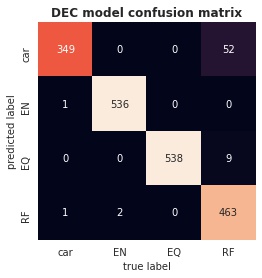 DEC model confusion matrix
predicted label
car 349 0 0 52
EN 1 536 0 0
EQ 0 0 538 9
RF 1 2 0 463
car EN EQ RF
true label